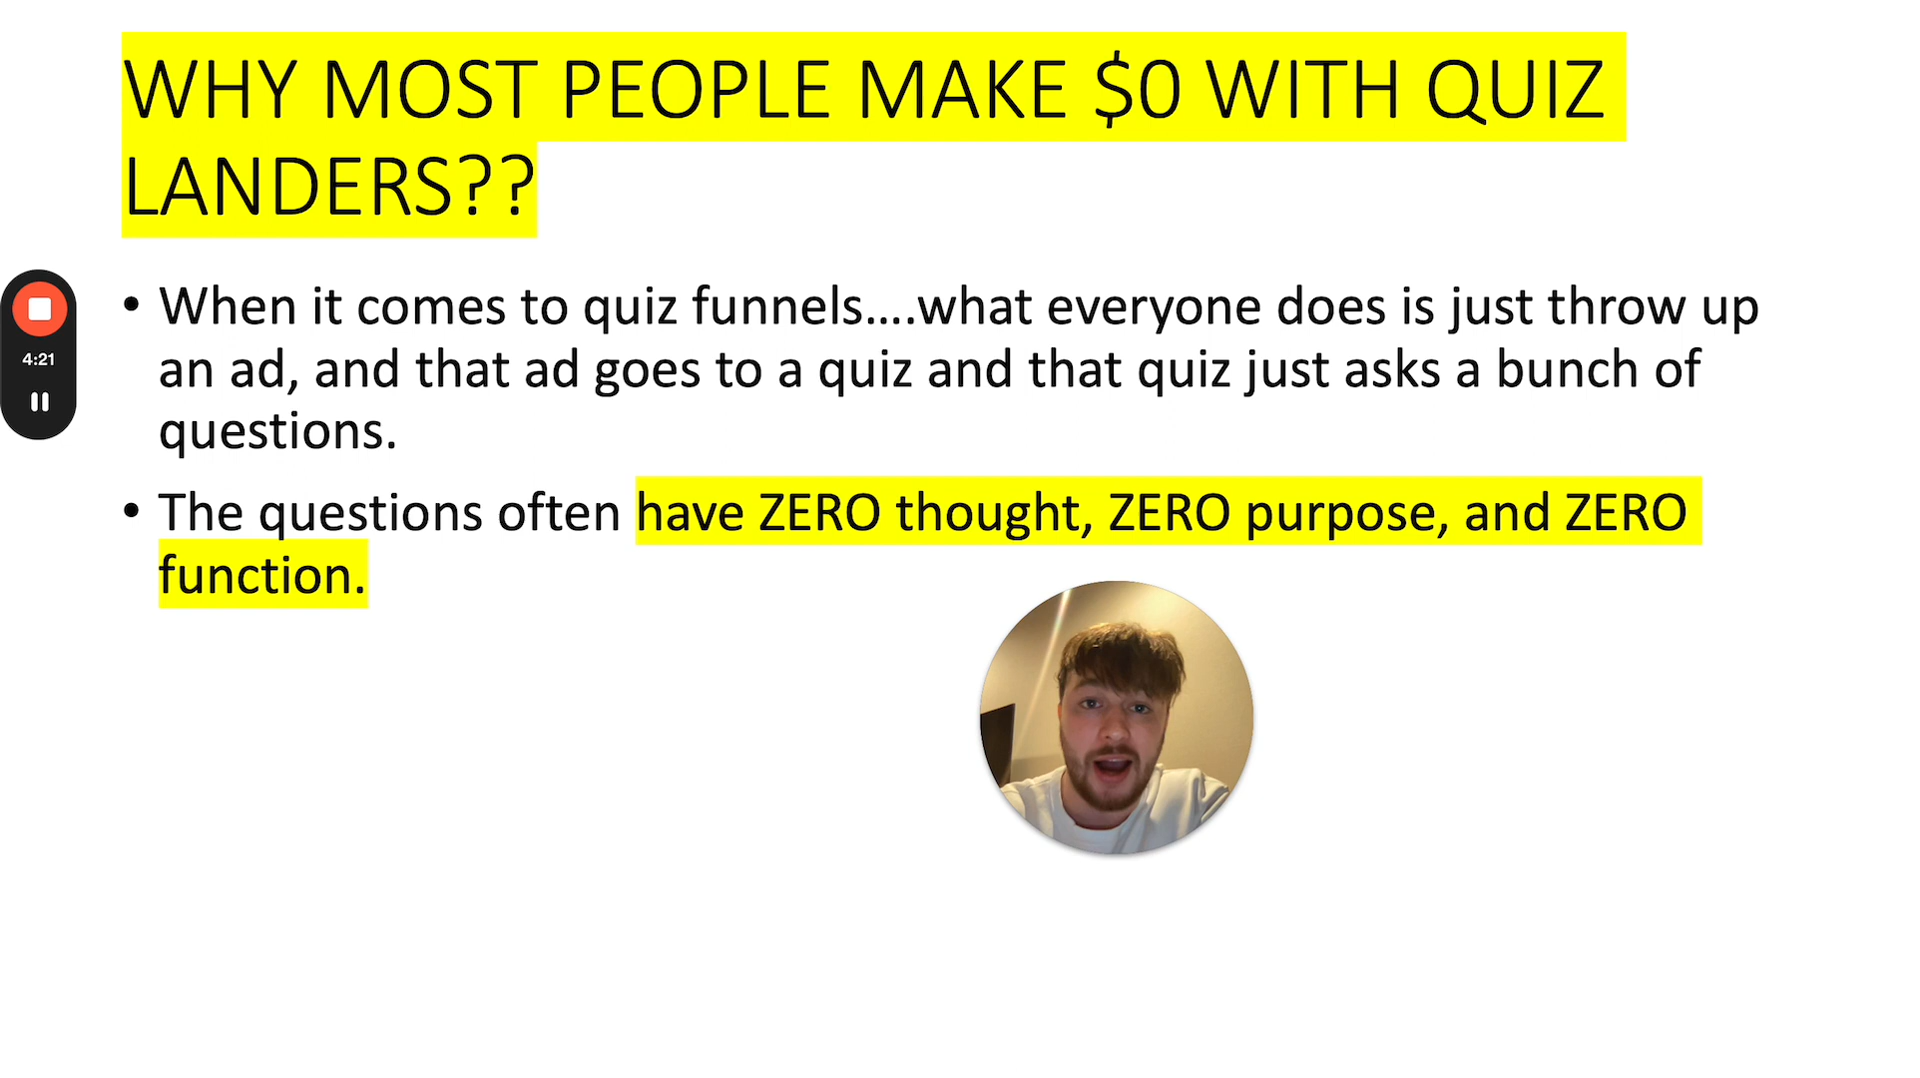 WHY MOST PEOPLE MAKE $0 WITH QUIZ
LANDERS??
• When it comes to quiz funnels....what everyone does is just throw up
an ad, and that ad goes to a quiz and that quiz just asks a bunch of
questions.
4:21
• The questions often have ZERO thought, ZERO purpose, and ZERO
function.